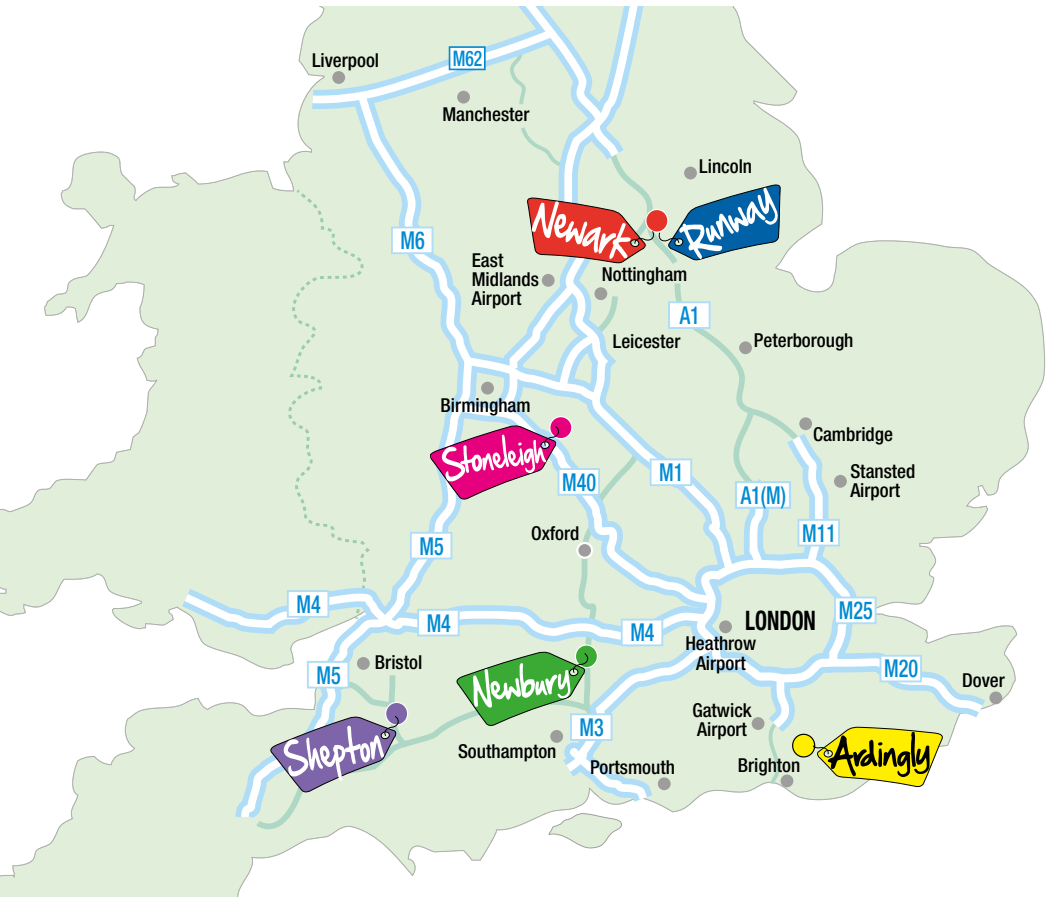 Liverpool
M62
Manchester
Lincoln
Newark
Runway
M6
East
Midlands
Airport
Nottingham
A1
Leicester
Peterborough
Birmingham
Cambridge
Stoneleigh
M40
M1
Stansted
Airport
A1(M)
M11
Oxford
M5
M4
M4
M4
M25
LONDON
Heathrow
Airport
Bristol
M5
M20
Newbury
Dover
Gatwick
Airport
M3
Shepton
Southampton
Portsmouth
Brighton
Ardingly